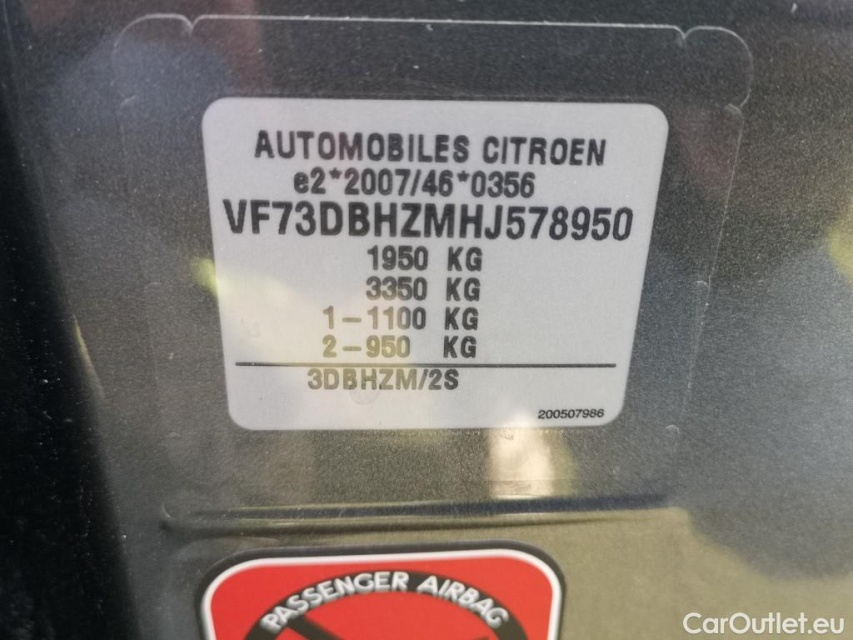 AUTOMOBILES CITROEN
e2*2007/46*0356
VF73DBHZMHJ578950
1950 KG
3350 KG
1-1100 KG
2-950 KG
3DBHZM/2S
200507986
PASSENGER AIRBAG
CarOutlet.eu